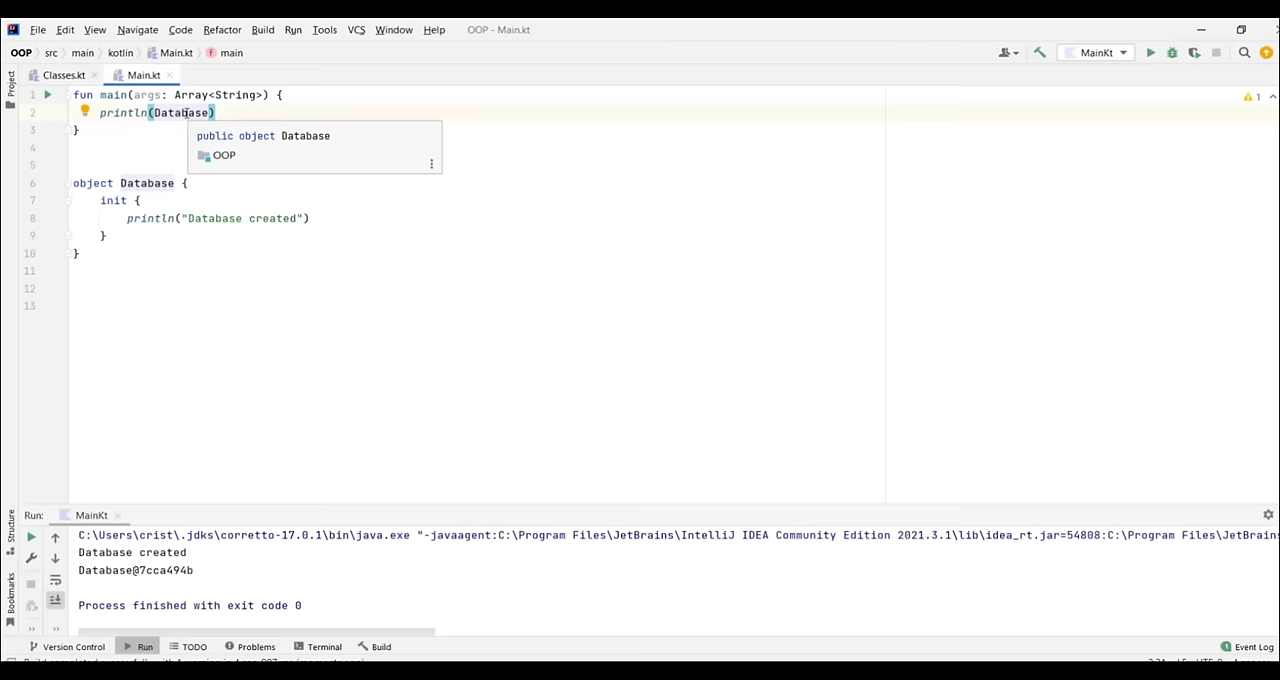 File Edit View Navigate Code Refactor Build Run Tools VCS Window Help OOP - Main.kt
OOP src main kotlin Main.kt main MainKt
Project
Classes.kt Main.kt
1 fun main(args: Array<String>) { 1
2 println(Database)
3 }
public object Database
4
OOP
5
6 object Database {
7 init {
8 println("Database created")
9 }
10 }
11
12
13
Structure
Bookmarks
Run: MainKt
C:\Users\crist\.jdks\corretto-17.0.1\bin\java.exe "-javaagent:C:\Program Files\JetBrains\IntelliJ IDEA Community Edition 2021.3.1\lib\idea_rt.jar=54808:C:\Program Files\JetBrains
Database created
Database@7cca494b
Process finished with exit code 0
Version Control Run TODO Problems Terminal Build Event Log